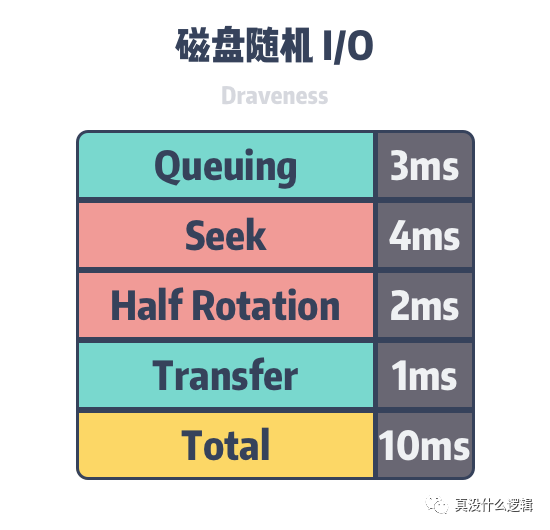 磁盘随机 I/O
Draveness
Queuing 3ms
Seek 4ms
Half Rotation 2ms
Transfer 1ms
Total 10ms
真没什么逻辑